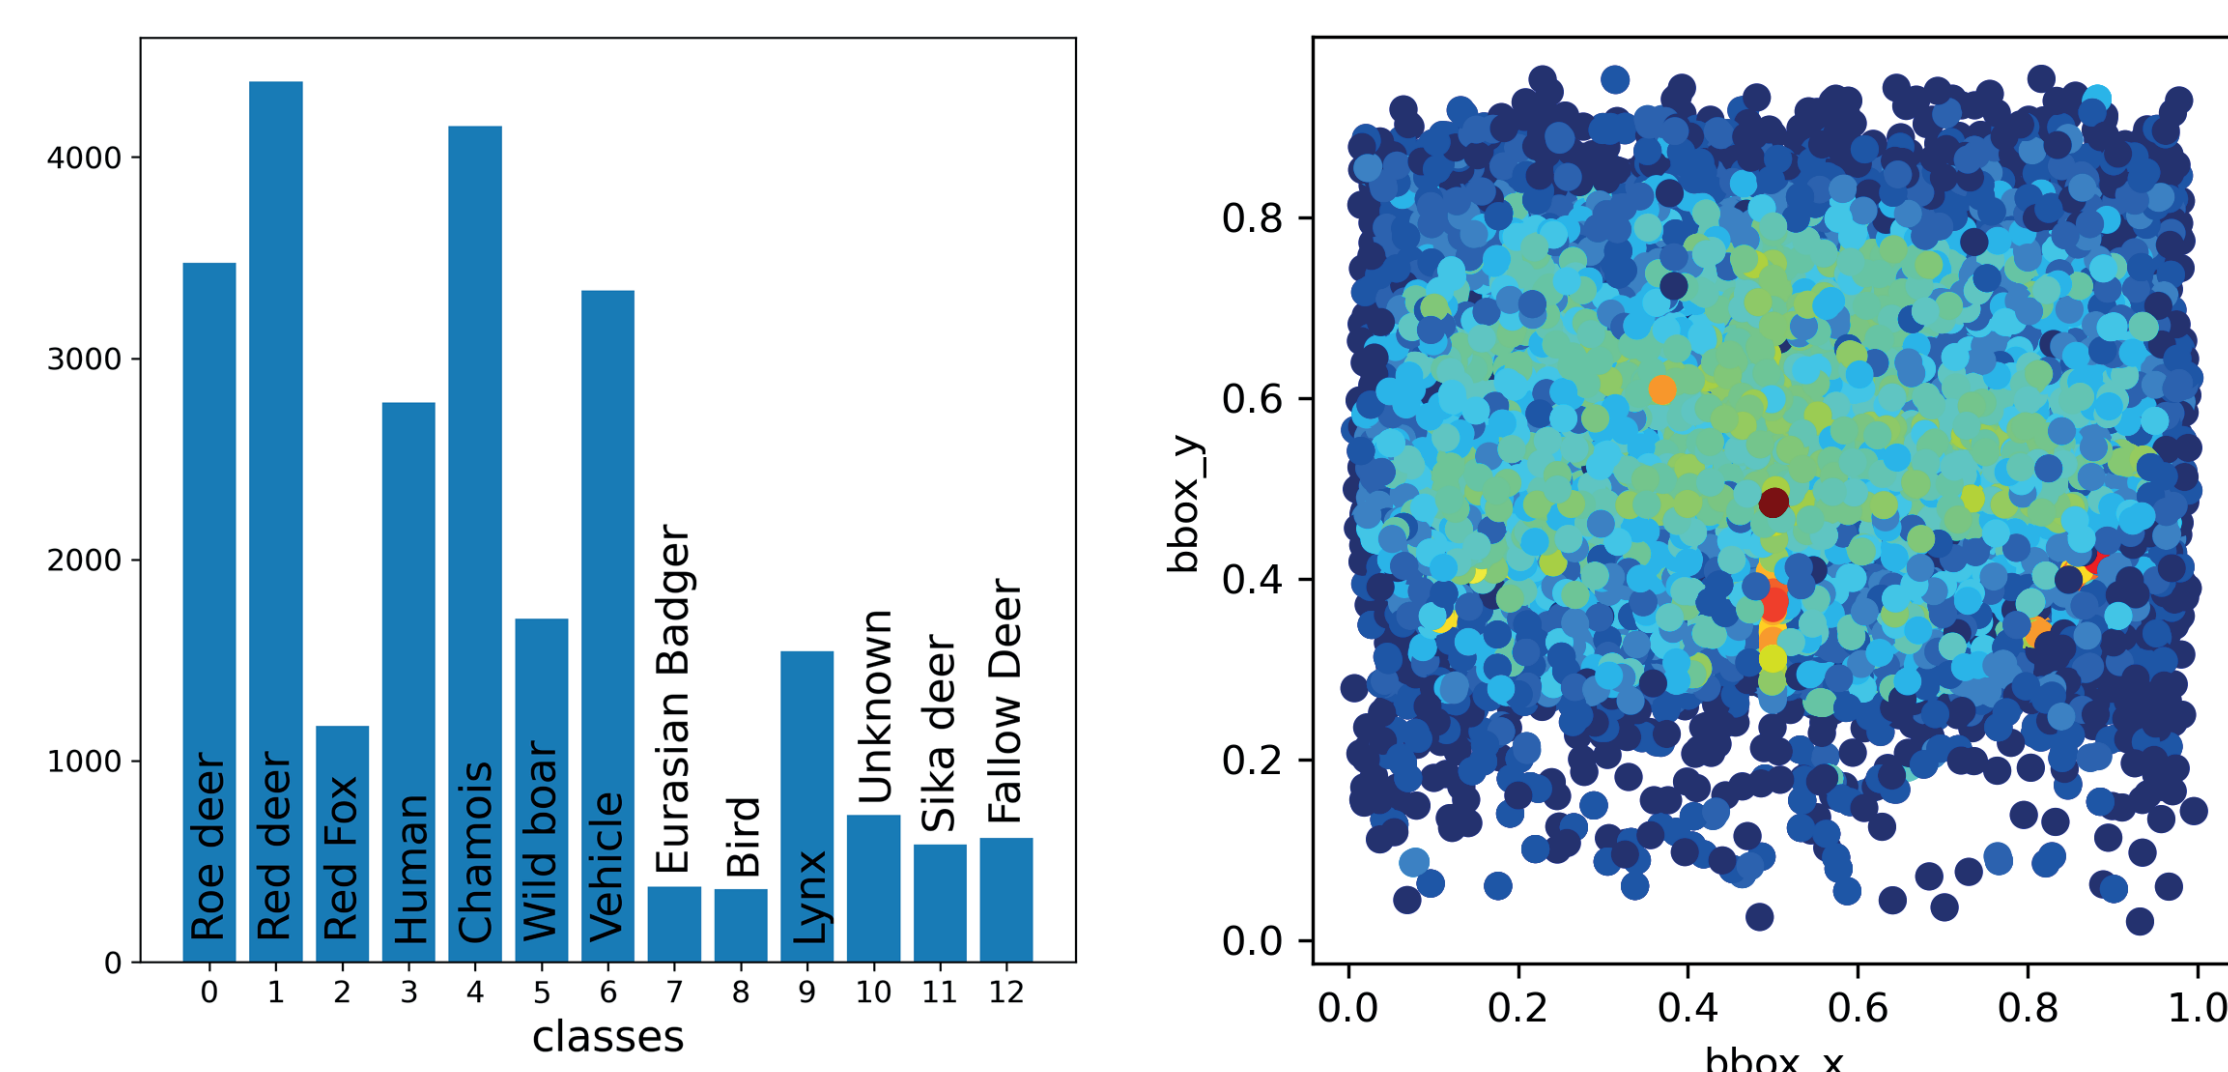 4000
3000
2000
1000
0
Roe deer
Red deer
Red Fox
Human
Chamois
Wild boar
Vehicle
Eurasian Badger
Bird
Lynx
Unknown
Sika deer
Fallow Deer
0 1 2 3 4 5 6 7 8 9 10 11 12
classes
bbox_y
0.8
0.6
0.4
0.2
0.0
0.0 0.2 0.4 0.6 0.8 1.0
bbox_x